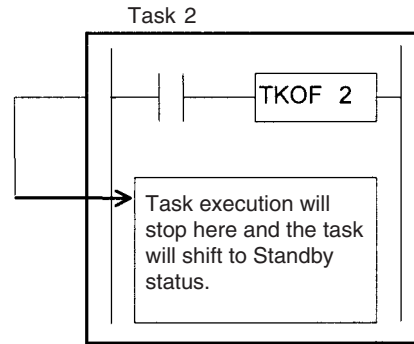 Task 2
TKOF 2
Task execution will
stop here and the task
will shift to Standby
status.